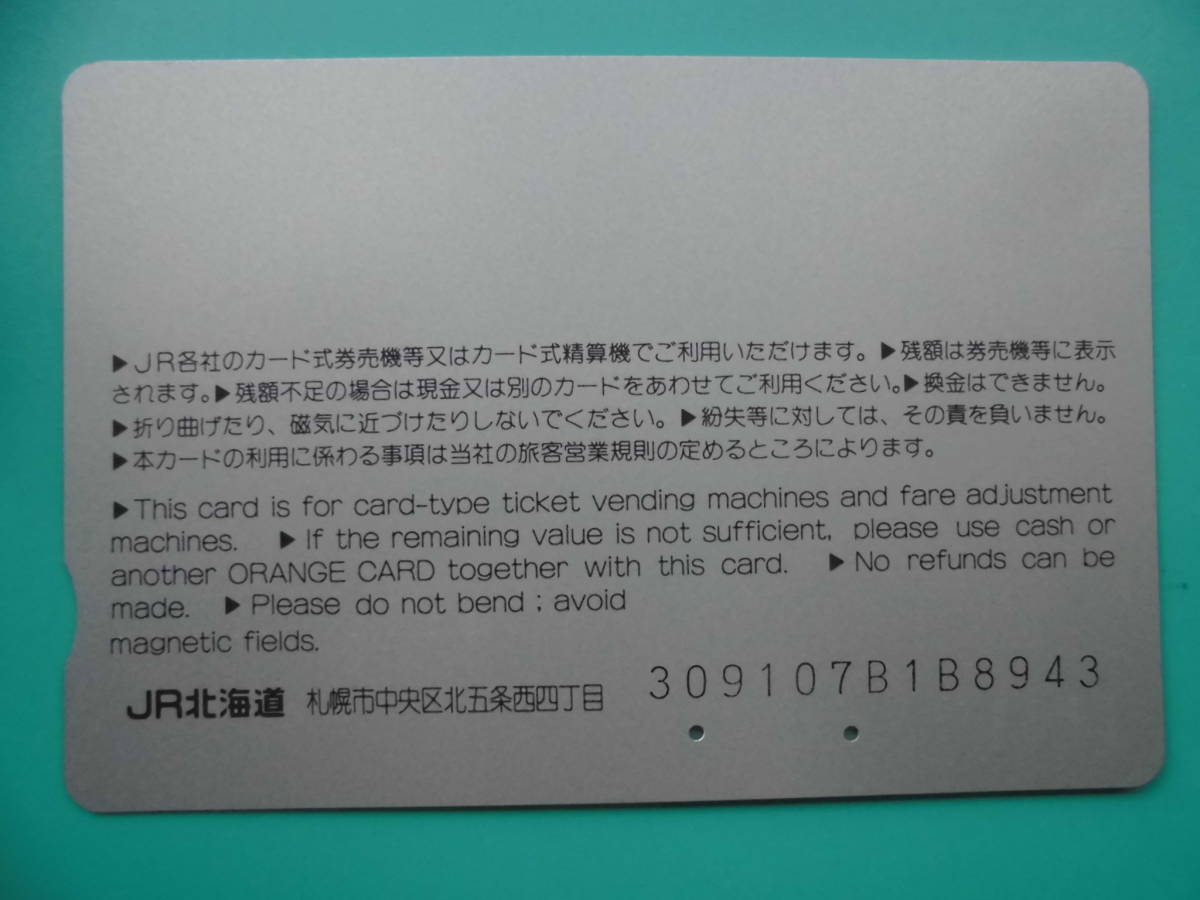 ▶JR各社のカード式券売機等又はカード式精算機でご利用いただけます。▶残額は券売機等に表示
されます。▶残額不足の場合は現金又は別のカードをあわせてご利用ください。▶換金はできません。
▶折り曲げたり、磁気に近づけたりしないでください。▶紛失等に対しては、その責を負いません。
▶本カードの利用に係わる事項は当社の旅客営業規則の定めるところによります。
▶This card is for card-type ticket vending machines and fare adjustment
machines. ▶If the remaining value is not sufficient, please use cash or
another ORANGE CARD together with this card. ▶No refunds can be
made. ▶Please do not bend ; avoid
magnetic fields.
JR北海道 札幌市中央区北五条西四丁目 309107B1B8943